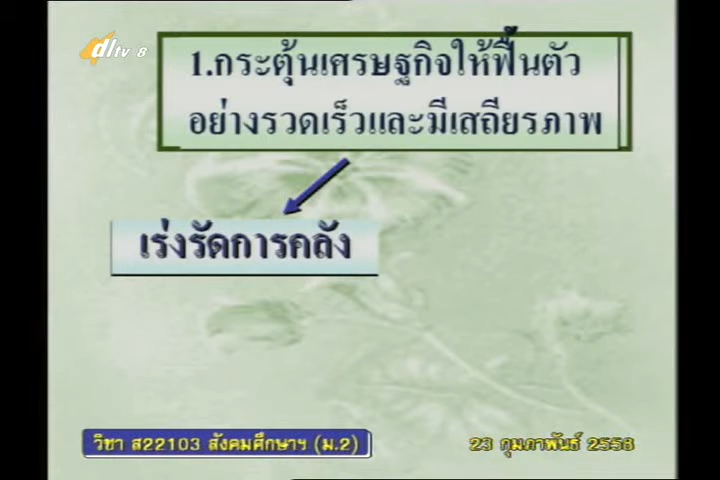 dltv 8
1.กระตุ้นเศรษฐกิจให้ฟื้นตัว
อย่างรวดเร็วและมีเสถียรภาพ
เร่งรัดการคลัง
วิชา ส22103 สังคมศึกษาฯ (ม.2)
23 กุมภาพันธ์ 2558